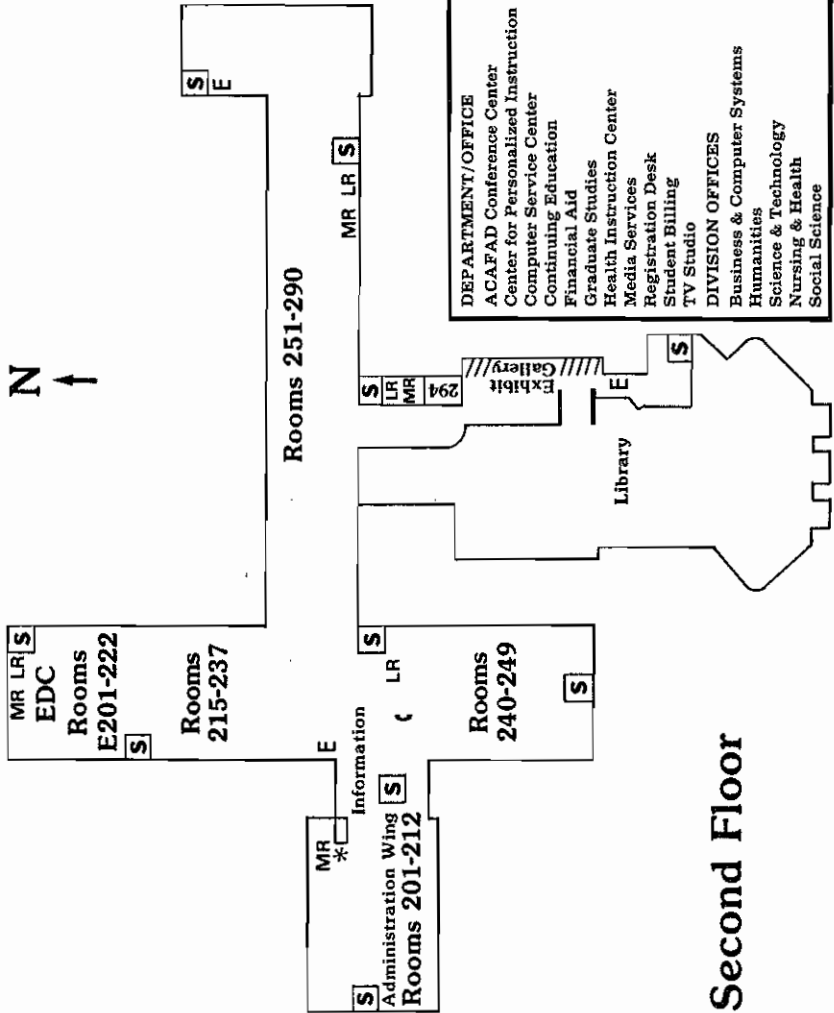 N
S
E
MR LR S
Rooms 251-290
MR LR S
EDC
Rooms
E201-222
S
Rooms
215-237
E
Information
MR
*
S
Administration Wing
Rooms 201-212
S
S
LR
Rooms
240-249
S
S
LR
MR
294
Exhibit
Gallery
E
S
Library
Second Floor
DEPARTMENT/OFFICE
ACAFAD Conference Center
Center for Personalized Instruction
Computer Service Center
Continuing Education
Financial Aid
Graduate Studies
Health Instruction Center
Media Services
Registration Desk
Student Billing
TV Studio
DIVISION OFFICES
Business & Computer Systems
Humanities
Science & Technology
Nursing & Health
Social Science